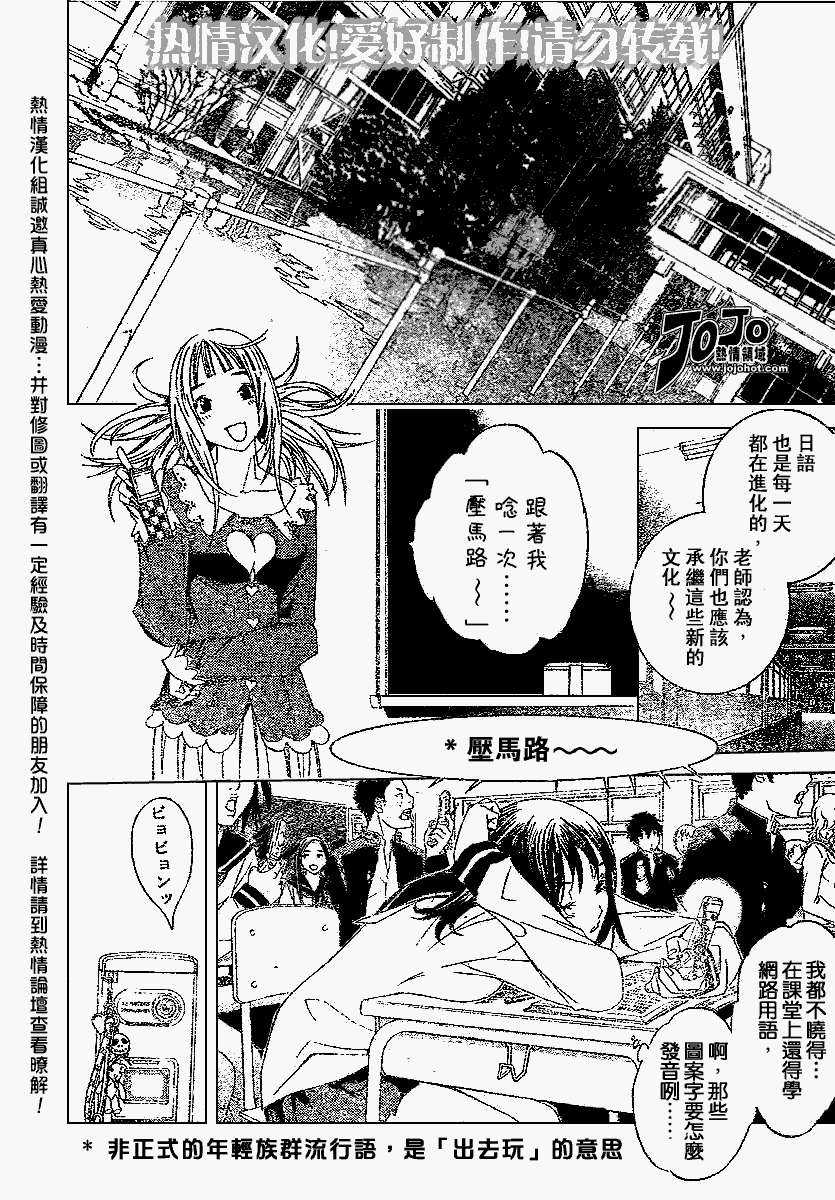 热情汉化!爱好制作!请勿转载!
熱情漢化組誠邀真心熱愛動漫…并對修圖或翻譯有一定經驗及時間保障的朋友加入！ 詳情請到熱情論壇查看暸解！
JOJO
熱情領域
www.jojohot.com
日語
也是每一天
都在進化的，
老師認為，
你們也應該
承繼這些新的
文化～
跟著我
唸一次……
「壓馬路～」
* 壓馬路～～～
我都不曉得…
在課堂上還得學
網路用語，
啊，那些
圖案字要怎麼
發音咧……
ビョビョンッ
* 非正式的年輕族群流行語，是「出去玩」的意思